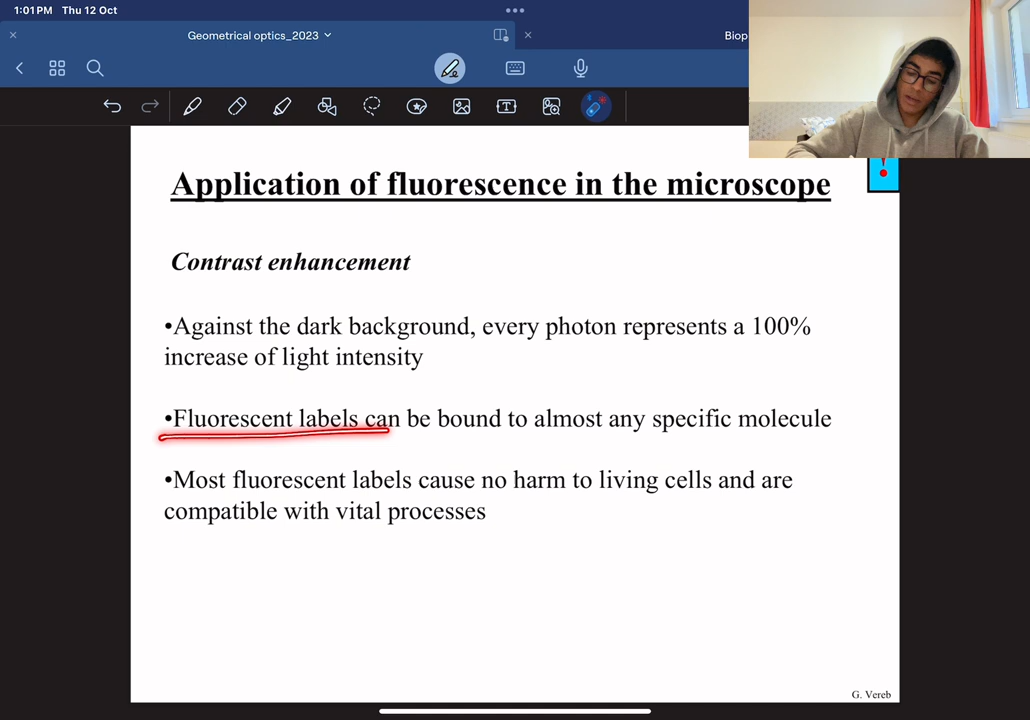 1:01 PM Thu 12 Oct
Geometrical optics_2023
Biop
Application of fluorescence in the microscope
!
Contrast enhancement
•Against the dark background, every photon represents a 100%
increase of light intensity
•Fluorescent labels can be bound to almost any specific molecule
•Most fluorescent labels cause no harm to living cells and are
compatible with vital processes
G. Vereb